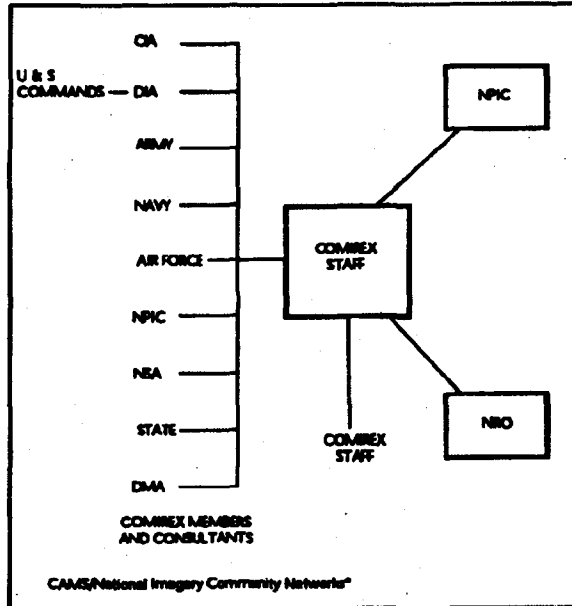 CIA
U & S
COMMANDS — DIA
ARMY
NAVY
AIR FORCE
NPIC
NSA
STATE
DMA
COMIREX MEMBERS
AND CONSULTANTS
NPIC
COMIREX
STAFF
NRO
COMIREX
STAFF
CAMS/National Imagery Community Networks"